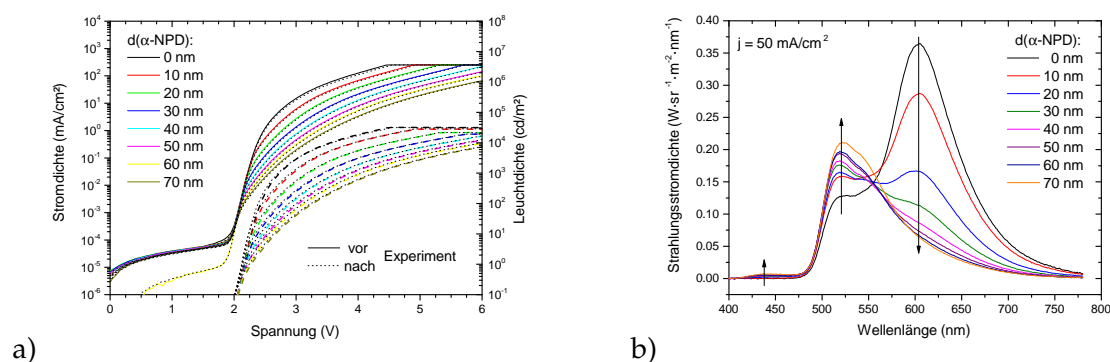 a)
Stromdichte (mA/cm²)
10⁴
10³
10²
10¹
10⁰
10⁻¹
10⁻²
10⁻³
10⁻⁴
10⁻⁵
10⁻⁶
d(α-NPD):
0 nm
10 nm
20 nm
30 nm
40 nm
50 nm
60 nm
70 nm
vor
nach
Experiment
10⁸
10⁷
10⁶
10⁵
10⁴
10³
10²
10¹
10⁰
10⁻¹
Leuchtdichte (cd/m²)
0 1 2 3 4 5 6
Spannung (V)
b)
Strahlungsstromdichte (W·sr⁻¹·m⁻²·nm⁻¹)
0.40
0.35
0.30
0.25
0.20
0.15
0.10
0.05
0.00
j = 50 mA/cm²
d(α-NPD):
0 nm
10 nm
20 nm
30 nm
40 nm
50 nm
60 nm
70 nm
400 450 500 550 600 650 700 750 800
Wellenlänge (nm)